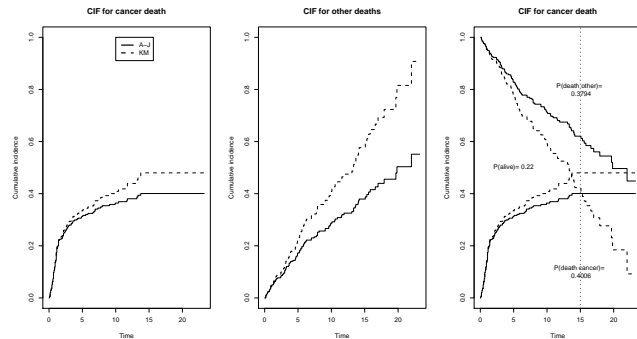 CIF for cancer death
Cumulative incidence
0.0 0.2 0.4 0.6 0.8 1.0
A-J
KM
0 5 10 15 20
Time
CIF for other deaths
Cumulative incidence
0.0 0.2 0.4 0.6 0.8 1.0
0 5 10 15 20
Time
CIF for cancer death
Cumulative incidence
0.0 0.2 0.4 0.6 0.8 1.0
P(death other)=
0.3794
P(alive)= 0.22
P(death cancer)=
0.4006
0 5 10 15 20
Time